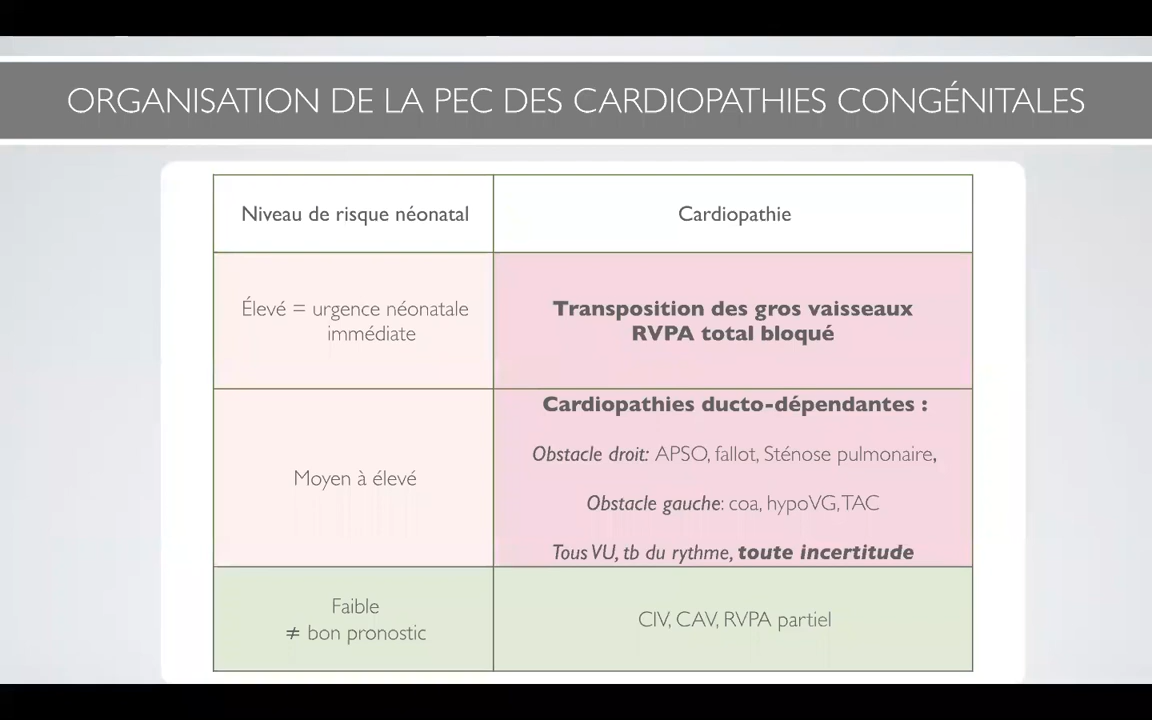 ORGANISATION DE LA PEC DES CARDIOPATHIES CONGÉNITALES
Niveau de risque néonatal
Cardiopathie
Élevé = urgence néonatale
immédiate
Transposition des gros vaisseaux
RVPA total bloqué
Moyen à élevé
Cardiopathies ducto-dépendantes :
Obstacle droit: APSO, fallot, Sténose pulmonaire,
Obstacle gauche: coa, hypoVG, TAC
Tous VU, tb du rythme, toute incertitude
Faible
≠ bon pronostic
CIV, CAV, RVPA partiel